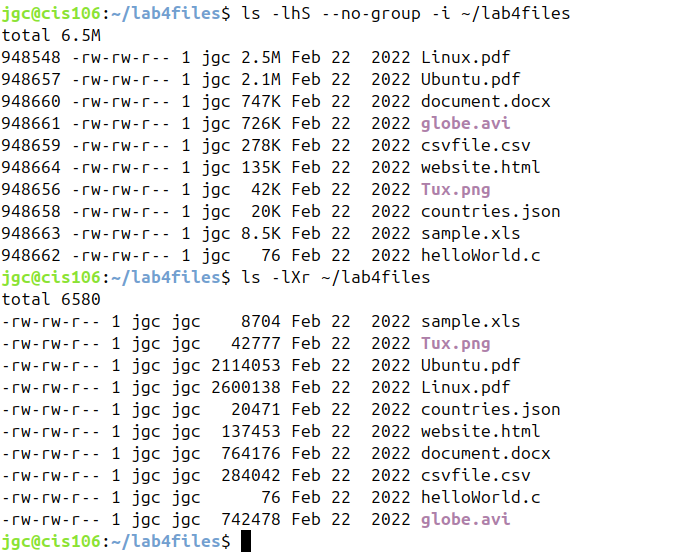 jgc@cis106:~/lab4files$ ls -lhS --no-group -i ~/lab4files
total 6.5M
948548 -rw-rw-r-- 1 jgc 2.5M Feb 22  2022 Linux.pdf
948657 -rw-rw-r-- 1 jgc 2.1M Feb 22  2022 Ubuntu.pdf
948660 -rw-rw-r-- 1 jgc 747K Feb 22  2022 document.docx
948661 -rw-rw-r-- 1 jgc 726K Feb 22  2022 globe.avi
948659 -rw-rw-r-- 1 jgc 278K Feb 22  2022 csvfile.csv
948664 -rw-rw-r-- 1 jgc 135K Feb 22  2022 website.html
948656 -rw-rw-r-- 1 jgc  42K Feb 22  2022 Tux.png
948658 -rw-rw-r-- 1 jgc  20K Feb 22  2022 countries.json
948663 -rw-rw-r-- 1 jgc 8.5K Feb 22  2022 sample.xls
948662 -rw-rw-r-- 1 jgc   76 Feb 22  2022 helloWorld.c
jgc@cis106:~/lab4files$ ls -lXr ~/lab4files
total 6580
-rw-rw-r-- 1 jgc jgc    8704 Feb 22  2022 sample.xls
-rw-rw-r-- 1 jgc jgc   42777 Feb 22  2022 Tux.png
-rw-rw-r-- 1 jgc jgc 2114053 Feb 22  2022 Ubuntu.pdf
-rw-rw-r-- 1 jgc jgc 2600138 Feb 22  2022 Linux.pdf
-rw-rw-r-- 1 jgc jgc   20471 Feb 22  2022 countries.json
-rw-rw-r-- 1 jgc jgc  137453 Feb 22  2022 website.html
-rw-rw-r-- 1 jgc jgc  764176 Feb 22  2022 document.docx
-rw-rw-r-- 1 jgc jgc  284042 Feb 22  2022 csvfile.csv
-rw-rw-r-- 1 jgc jgc      76 Feb 22  2022 helloWorld.c
-rw-rw-r-- 1 jgc jgc  742478 Feb 22  2022 globe.avi
jgc@cis106:~/lab4files$